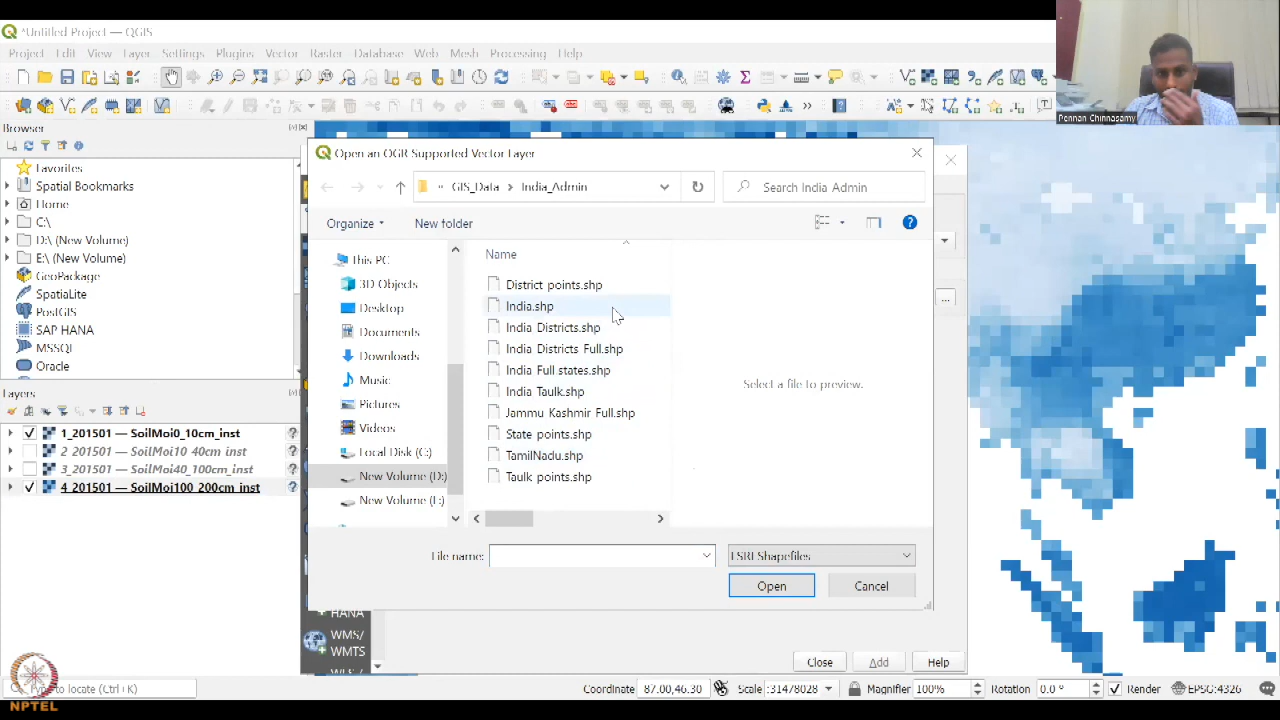 *Untitled Project — QGIS
Project Edit View Layer Settings Plugins Vector Raster Database Web Mesh Processing Help
Pennan Chinnasamy
Browser
Favorites
Spatial Bookmarks
Home
C:\
D:\ (New Volume)
E:\ (New Volume)
GeoPackage
SpatiaLite
PostGIS
SAP HANA
MSSQL
Oracle
Layers
1_201501 — SoilMoi0_10cm_inst
2_201501 — SoilMoi10_40cm_inst
3_201501 — SoilMoi40_100cm_inst
4_201501 — SoilMoi100_200cm_inst
Open an OGR Supported Vector Layer
GIS_Data India_Admin
Search India Admin
Organize New folder
This PC
3D Objects
Desktop
Documents
Downloads
Music
Pictures
Videos
Local Disk (C:)
New Volume (D:)
New Volume (E:)
Name
District points.shp
India.shp
India Districts.shp
India Districts Full.shp
India Full states.shp
India Taulk.shp
Jammu Kashmir Full.shp
State points.shp
TamilNadu.shp
Taulk points.shp
Select a file to preview.
File name:
ESRI Shapefiles
Open Cancel
HANA
WMS/
WMTS
Close Add Help
to locate (Ctrl+K)
Coordinate 87.00,46.30 Scale :31478028 Magnifier 100% Rotation 0.0 ° Render EPSG:4326
NPTEL